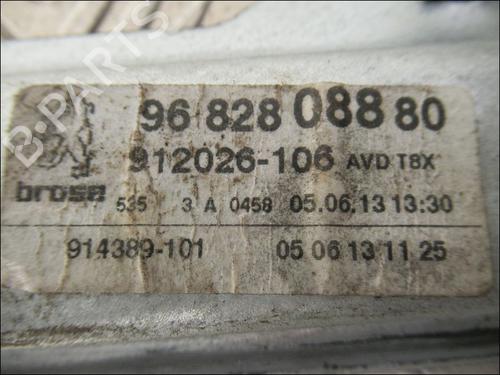 B-PARTS
96 828 088 80
912026-106 AVD T8X
brose 535 3 A 0458 05.06.13 13:30
914389-101 05 06 13 11 25